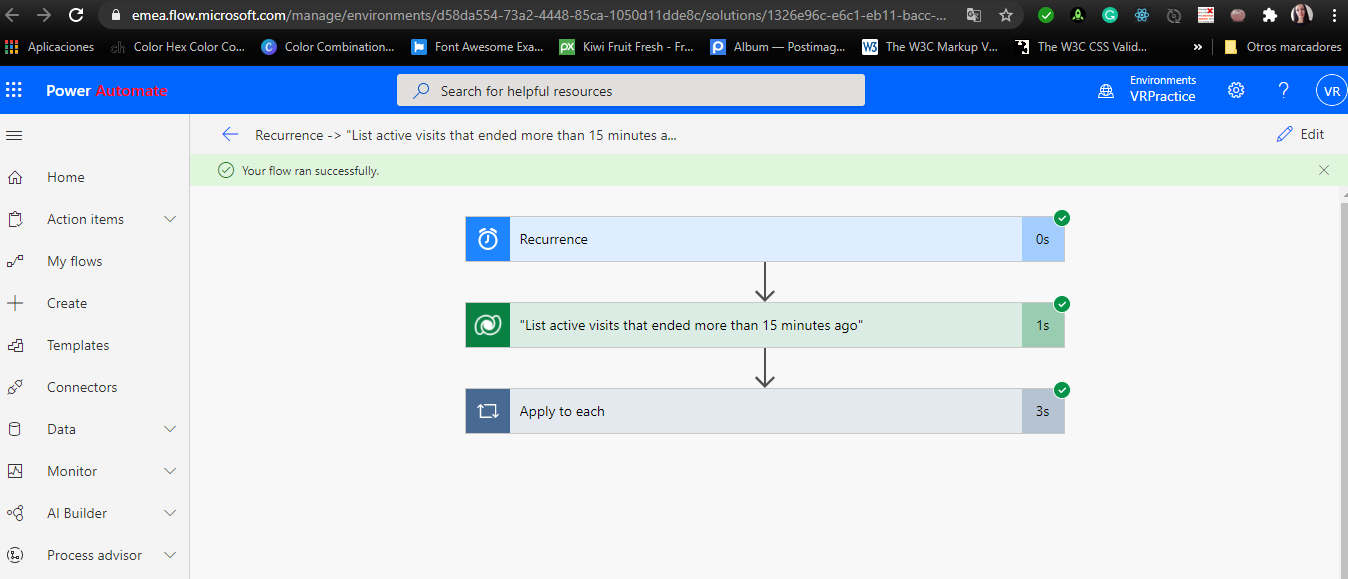 emea.flow.microsoft.com/manage/environments/d58da554-73a2-4448-85ca-1050d11dde8c/solutions/1326e96c-e6c1-eb11-bacc-...
Aplicaciones
ch Color Hex Color Co...
C Color Combination...
Font Awesome Exa...
PX Kiwi Fruit Fresh - Fr...
P Album — Postimag...
W3 The W3C Markup V...
The W3C CSS Valid...
»
Otros marcadores
Power Automate
Search for helpful resources
Environments
VRPractice
?
VR
Recurrence -> "List active visits that ended more than 15 minutes a...
Edit
Your flow ran successfully.
Home
Action items
My flows
Create
Templates
Connectors
Data
Monitor
AI Builder
Process advisor
Recurrence
0s
"List active visits that ended more than 15 minutes ago"
1s
Apply to each
3s